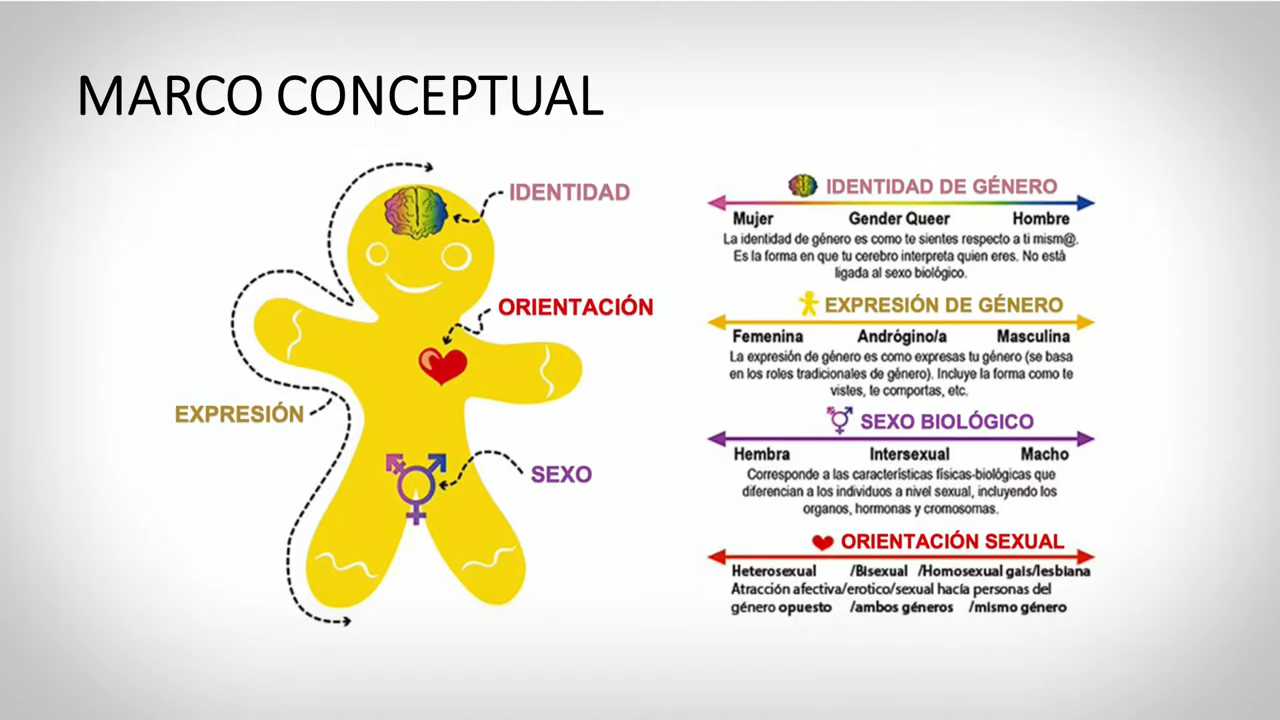 MARCO CONCEPTUAL
IDENTIDAD
ORIENTACIÓN
EXPRESIÓN
SEXO
IDENTIDAD DE GÉNERO
Mujer Gender Queer Hombre
La identidad de género es como te sientes respecto a ti mism@.
Es la forma en que tu cerebro interpreta quien eres. No está
ligada al sexo biológico.
EXPRESIÓN DE GÉNERO
Femenina Andrógino/a Masculina
La expresión de género es como expresas tu género (se basa
en los roles tradicionales de género). Incluye la forma como te
vistes, te comportas, etc.
SEXO BIOLÓGICO
Hembra Intersexual Macho
Corresponde a las características físicas-biológicas que
diferencian a los individuos a nivel sexual, incluyendo los
organos, hormonas y cromosomas.
ORIENTACIÓN SEXUAL
Heterosexual /Bisexual /Homosexual gais/lesbiana
Atracción afectiva/erotico/sexual hacía personas del
género opuesto /ambos géneros /mismo género